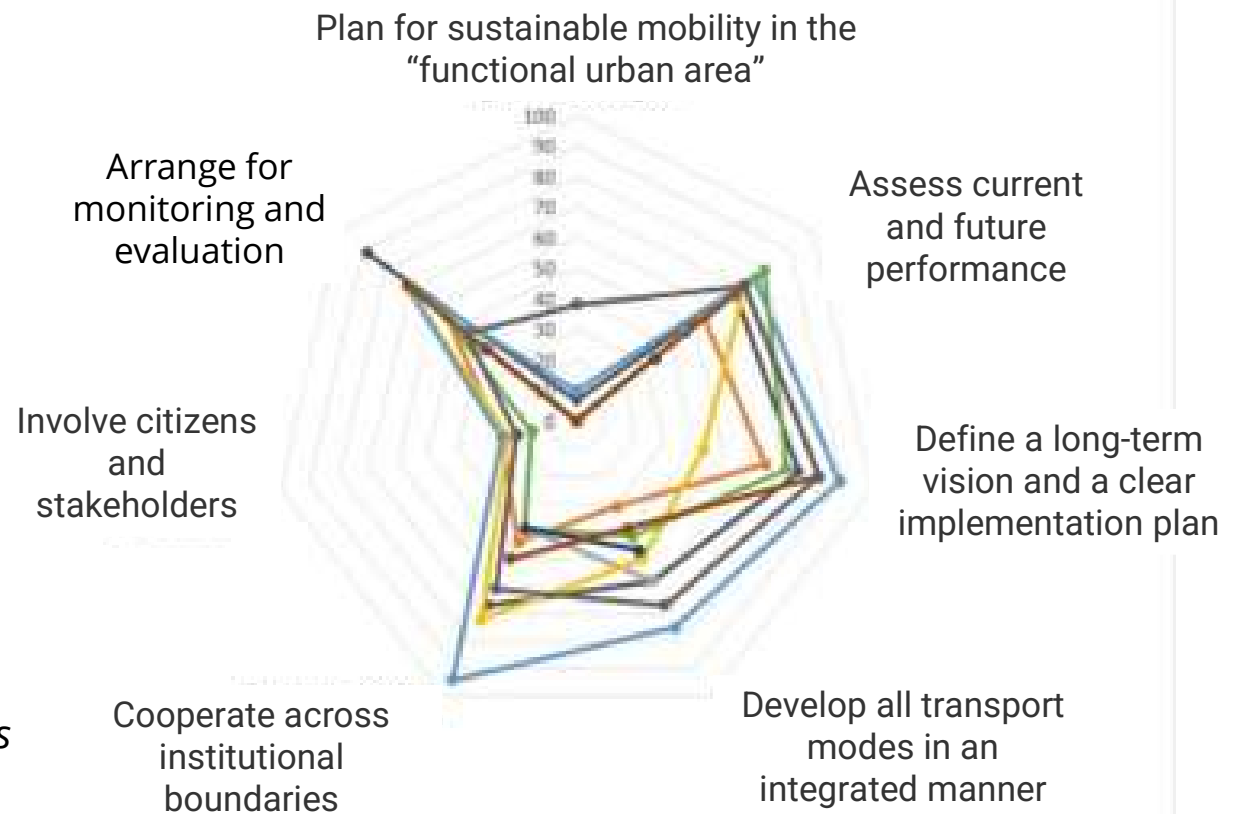 Plan for sustainable mobility in the
“functional urban area”
100
90
80
70
60
50
40
30
20
0
Arrange for
monitoring and
evaluation
Assess current
and future
performance
Involve citizens
and
stakeholders
Define a long-term
vision and a clear
implementation plan
Cooperate across
institutional
boundaries
Develop all transport
modes in an
integrated manner
s